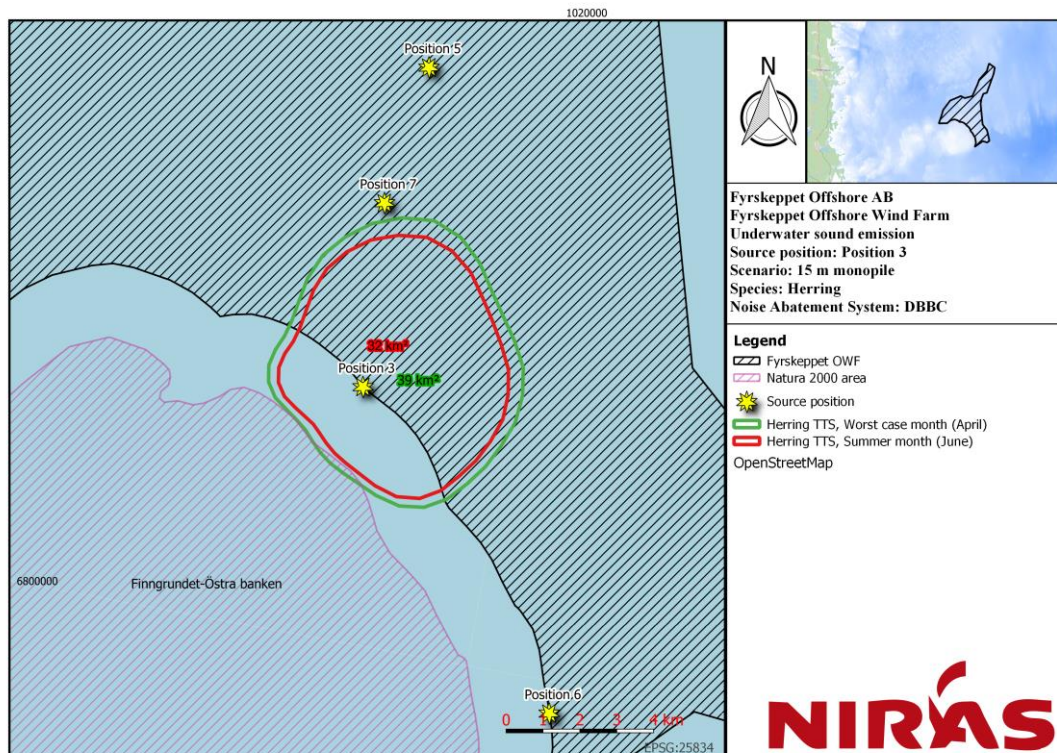 1020000
Position 5
Position 7
32 km²
Position 3
39 km²
6800000
Finngrundet-Östra banken
Position 6
0 1 2 3 4 km
EPSG:25834
N
Fyrskeppet Offshore AB
Fyrskeppet Offshore Wind Farm
Underwater sound emission
Source position: Position 3
Scenario: 15 m monopile
Species: Herring
Noise Abatement System: DBBC
Legend
Fyrskeppet OWF
Natura 2000 area
Source position
Herring TTS, Worst case month (April)
Herring TTS, Summer month (June)
OpenStreetMap
NIRAS